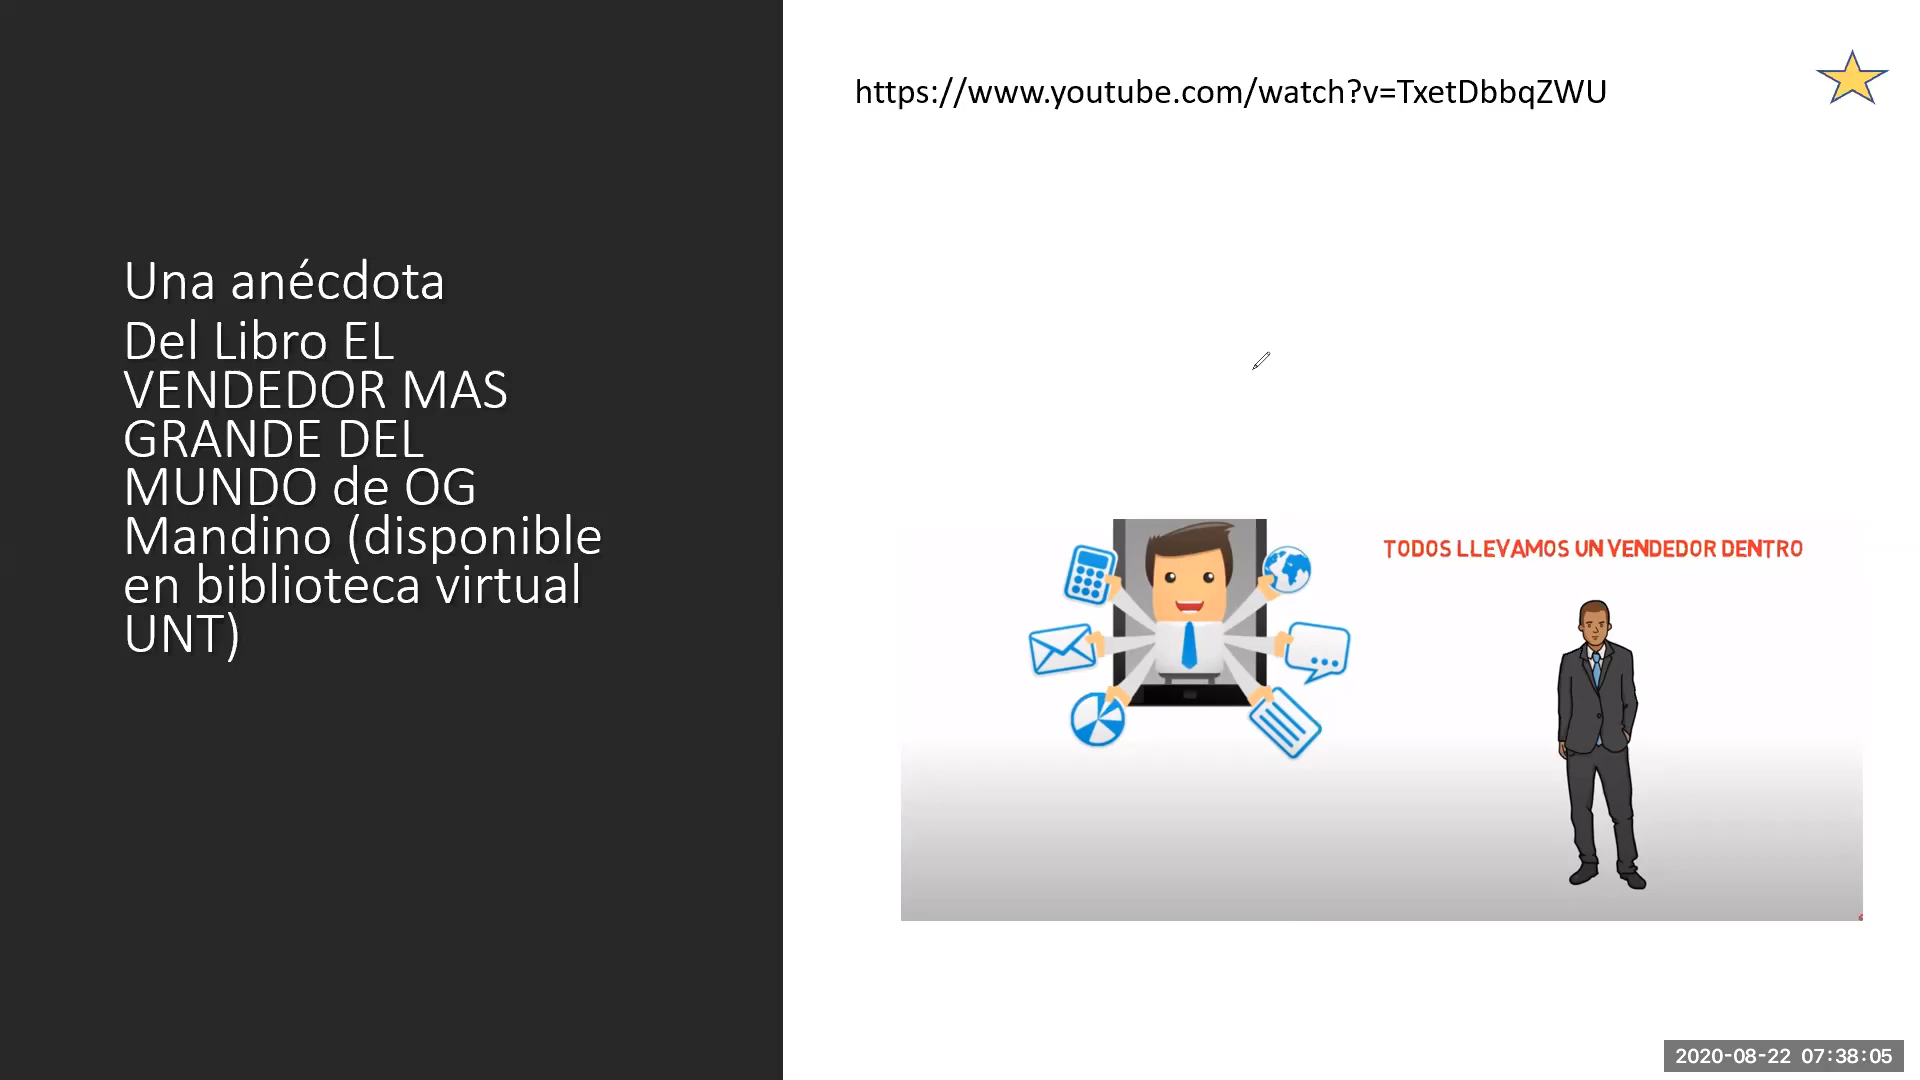 Una anécdota
Del Libro EL
VENDEDOR MAS
GRANDE DEL
MUNDO de OG
Mandino (disponible
en biblioteca virtual
UNT)
https://www.youtube.com/watch?v=TxetDbbqZWU
TODOS LLEVAMOS UN VENDEDOR DENTRO
2020-08-22 07:38:05